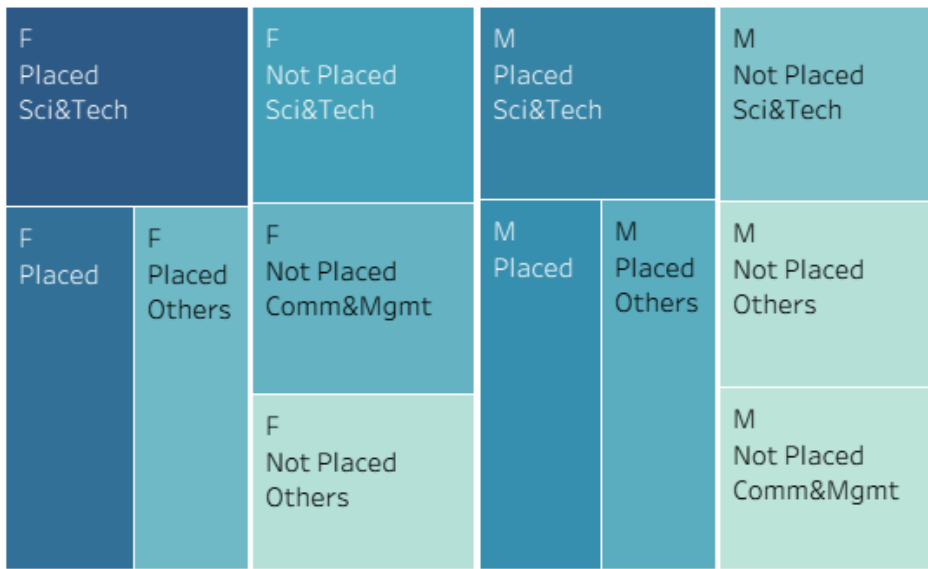 F
Placed
Sci&Tech
F
Placed
F
Placed
Others
F
Not Placed
Sci&Tech
F
Not Placed
Comm&Mgmt
F
Not Placed
Others
M
Placed
Sci&Tech
M
Placed
M
Placed
Others
M
Not Placed
Sci&Tech
M
Not Placed
Others
M
Not Placed
Comm&Mgmt